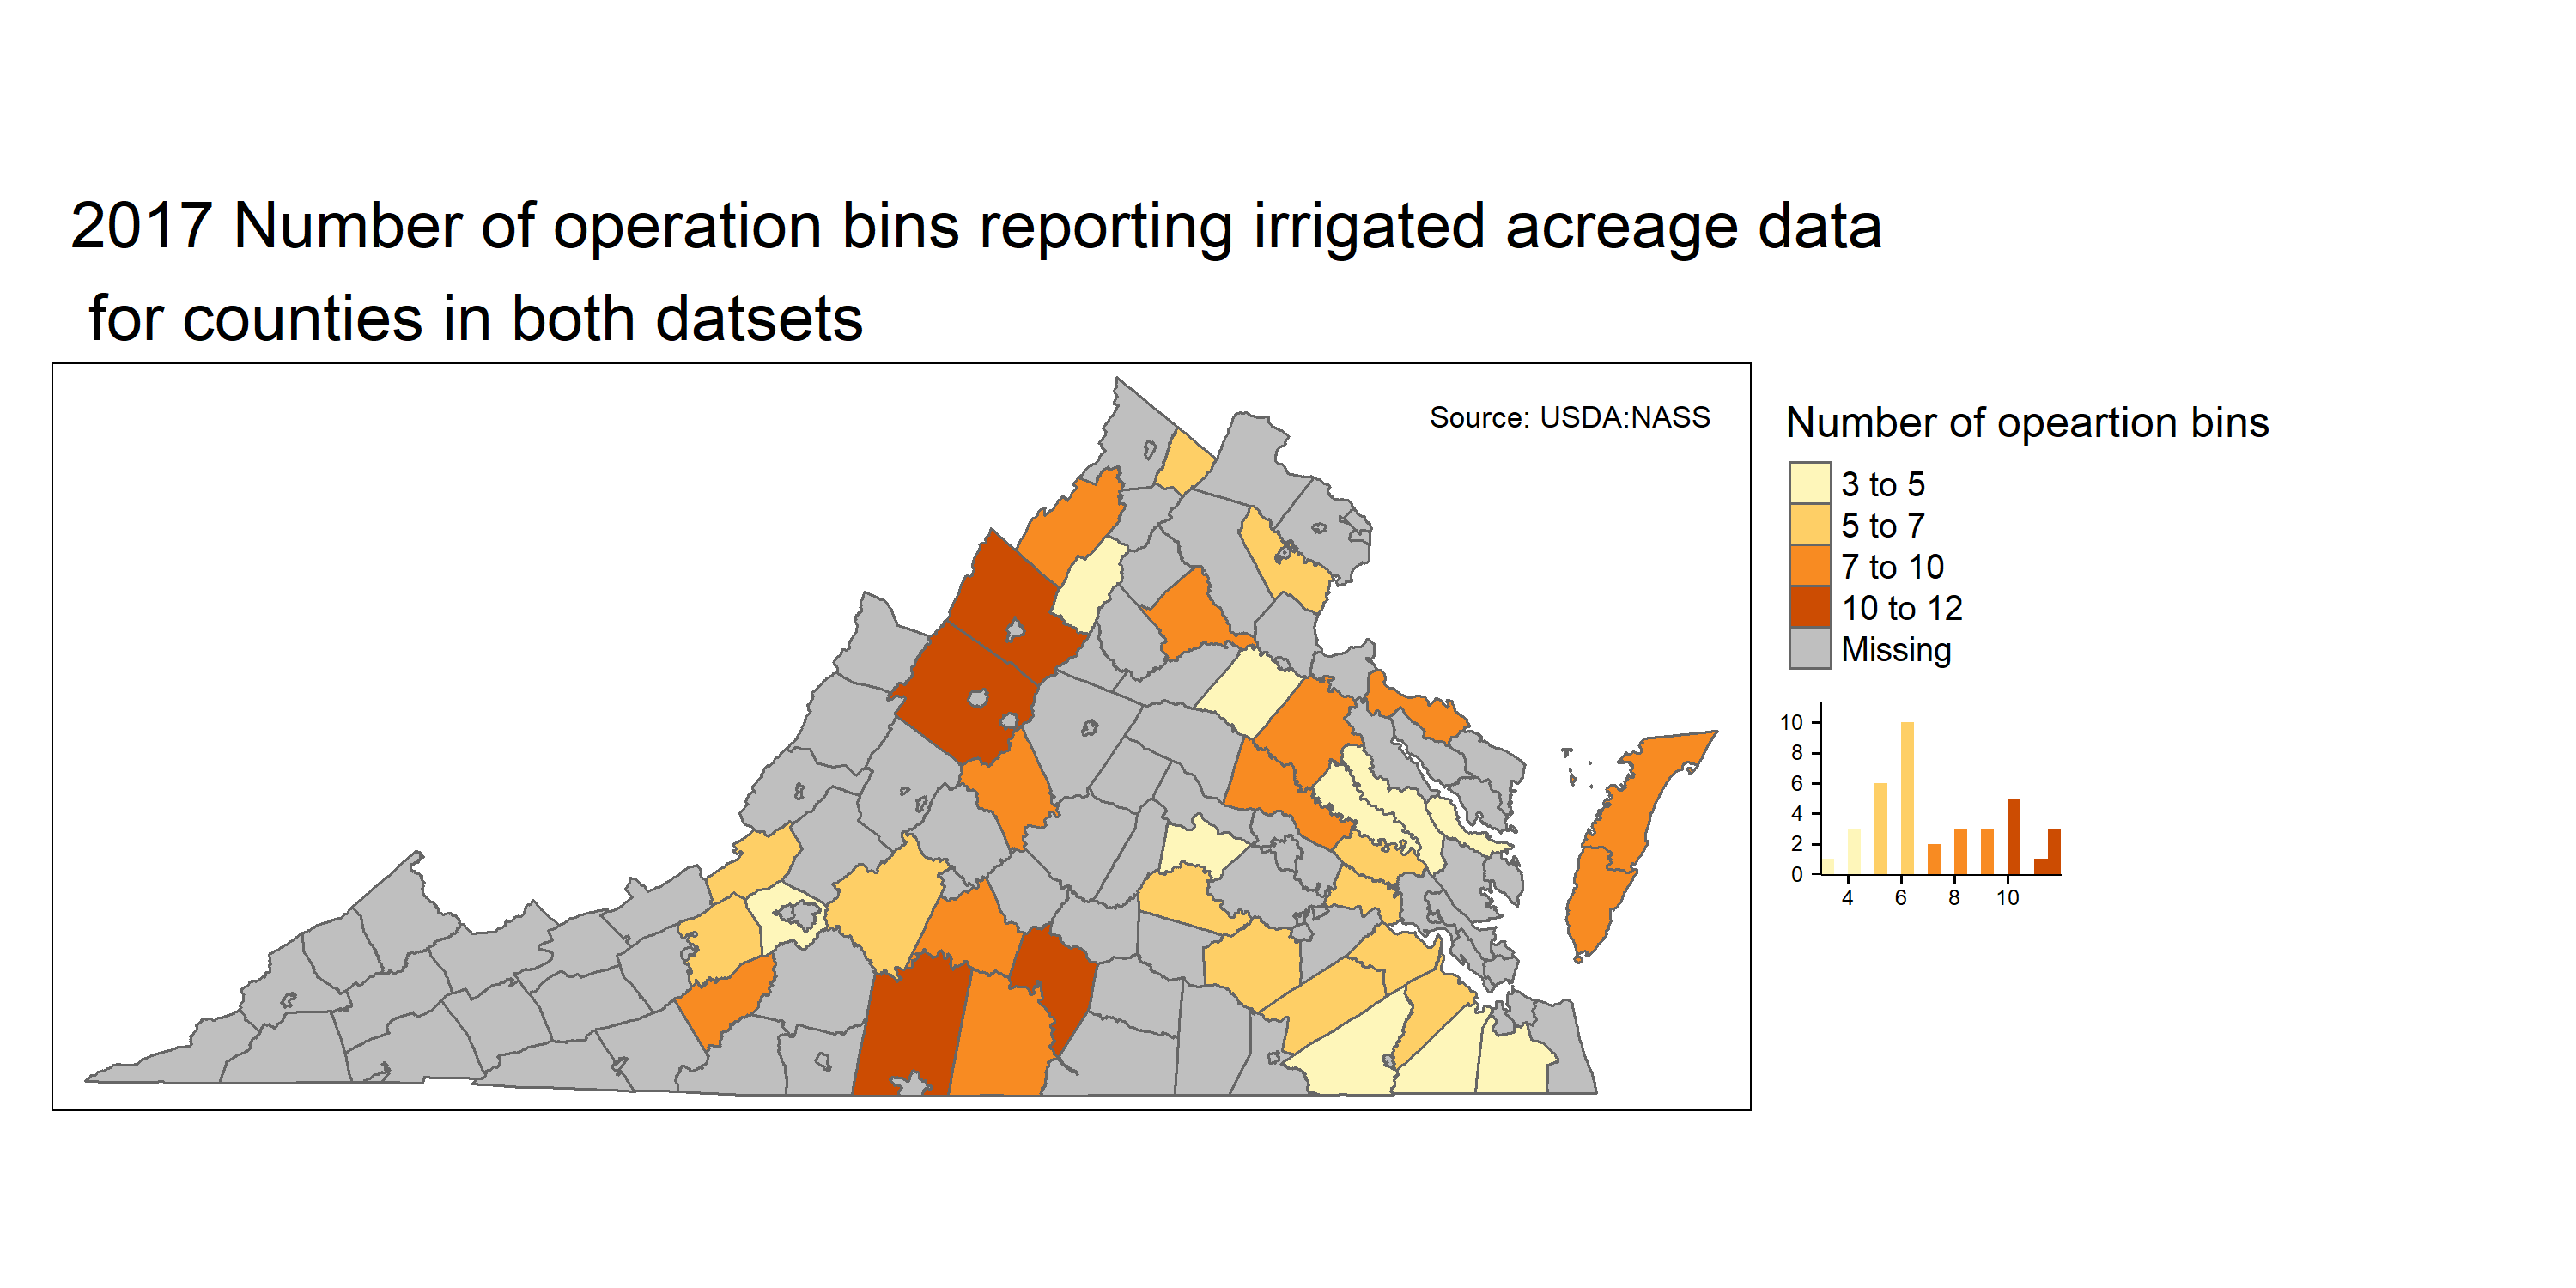 2017 Number of operation bins reporting irrigated acreage data
for counties in both datsets
Source: USDA:NASS
Number of opeartion bins
3 to 5
5 to 7
7 to 10
10 to 12
Missing
10
8
6
4
2
0
4 6 8 10